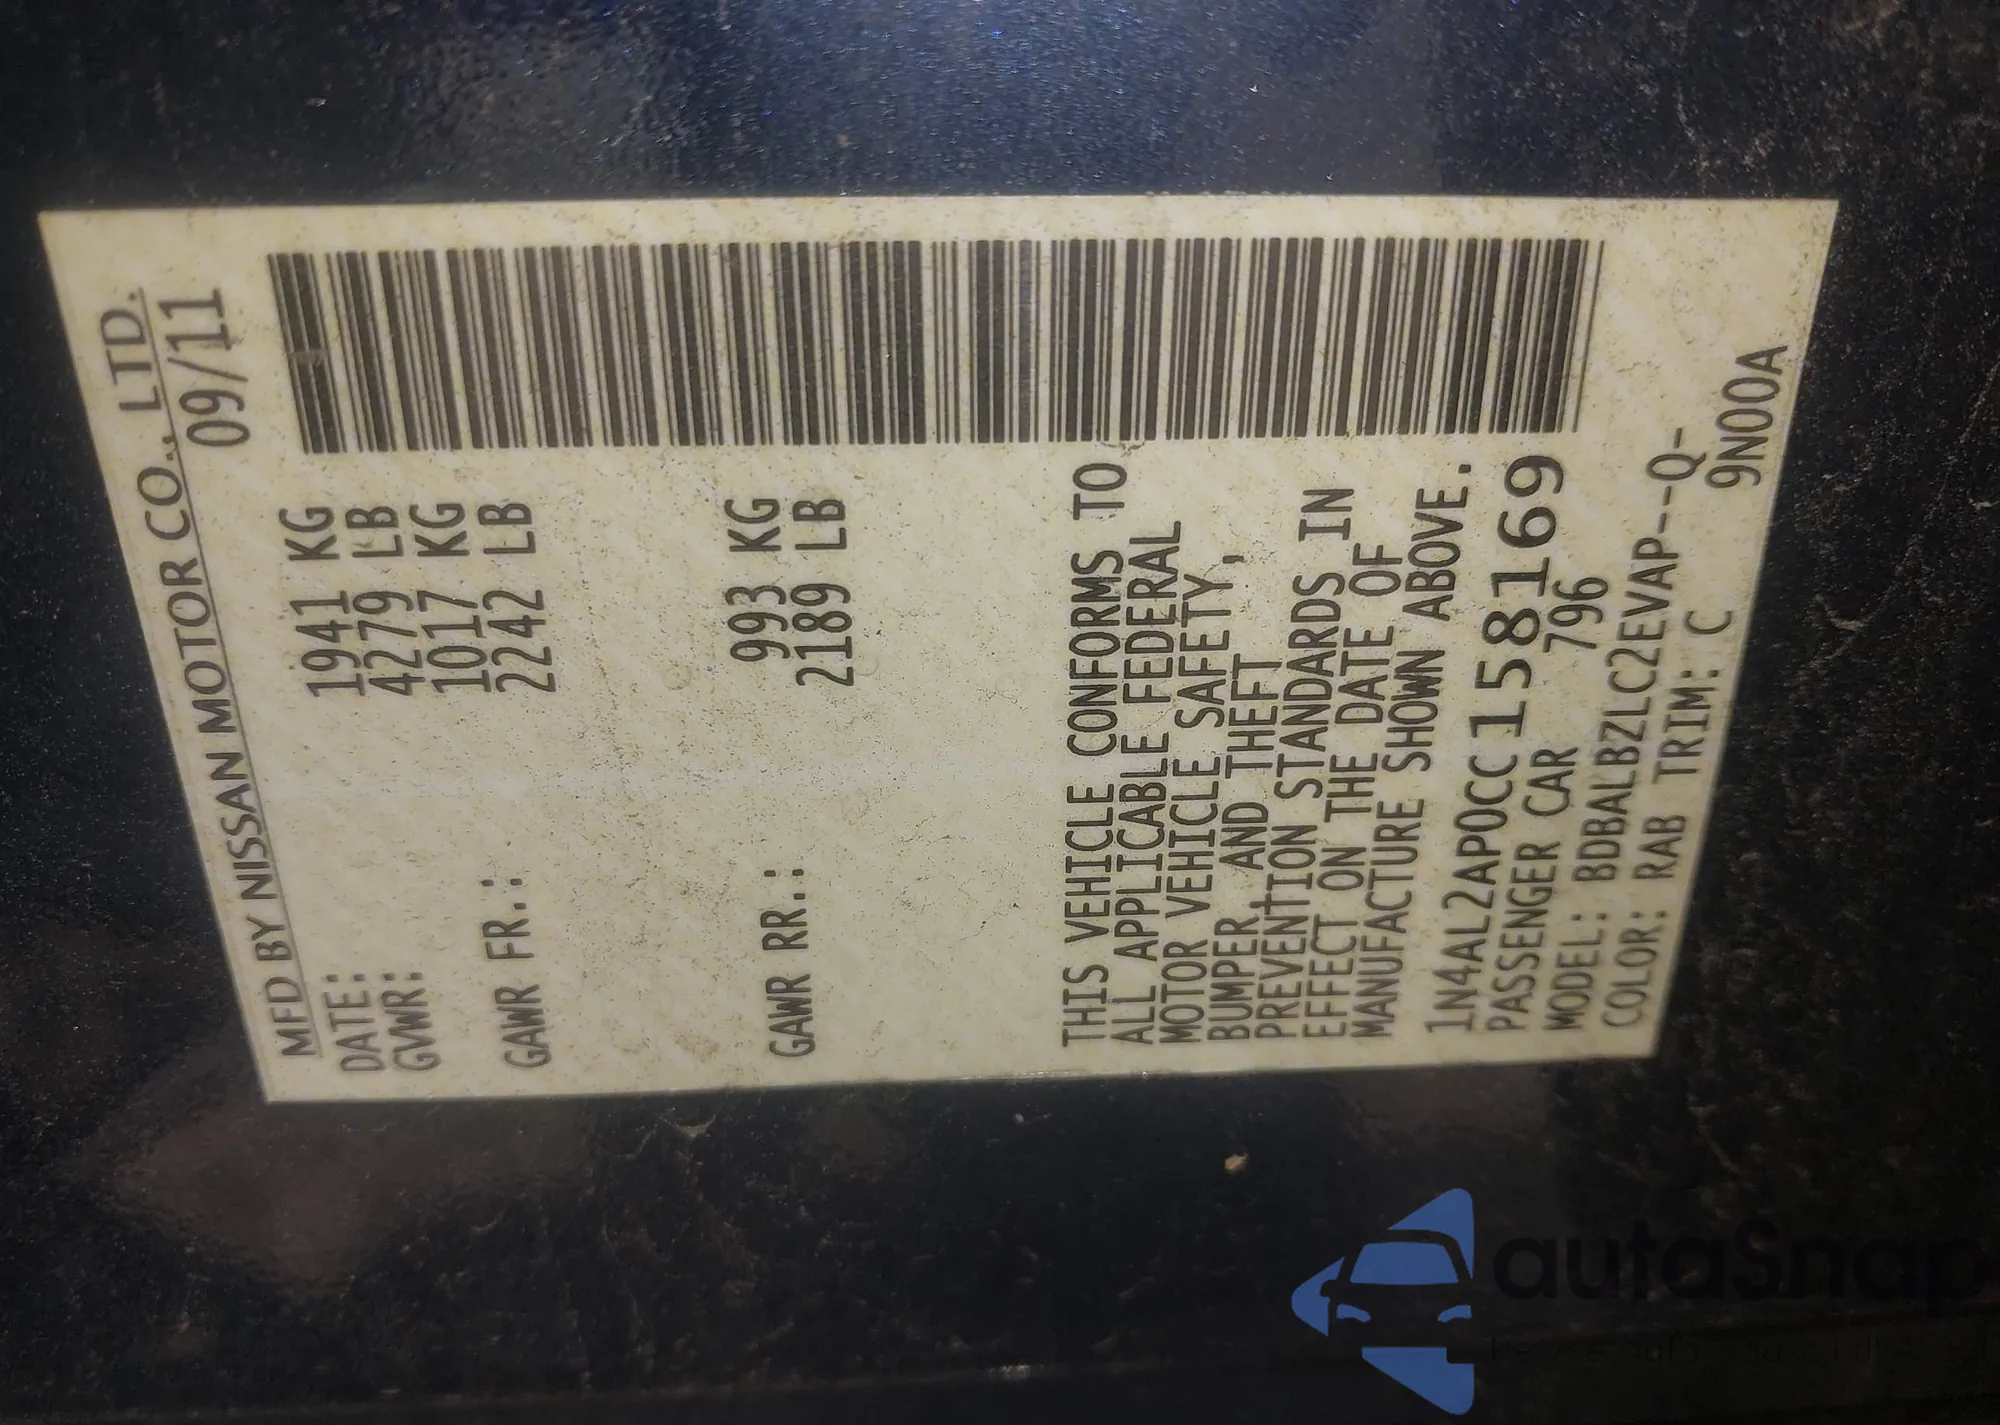 MFD BY NISSAN MOTOR CO., LTD.
DATE: 09/11
GVWR: 1941 KG
4279 LB
GAWR FR.: 1017 KG
2242 LB
GAWR RR.: 993 KG
2189 LB
THIS VEHICLE CONFORMS TO
ALL APPLICABLE FEDERAL
MOTOR VEHICLE SAFETY,
BUMPER, AND THEFT
PREVENTION STANDARDS IN
EFFECT ON THE DATE OF
MANUFACTURE SHOWN ABOVE.
1N4AL2AP0CC158169
PASSENGER CAR 796
MODEL: BDBALBZLC2EVAP--Q-
COLOR: RAB TRIM: C 9N00A
autaSnap